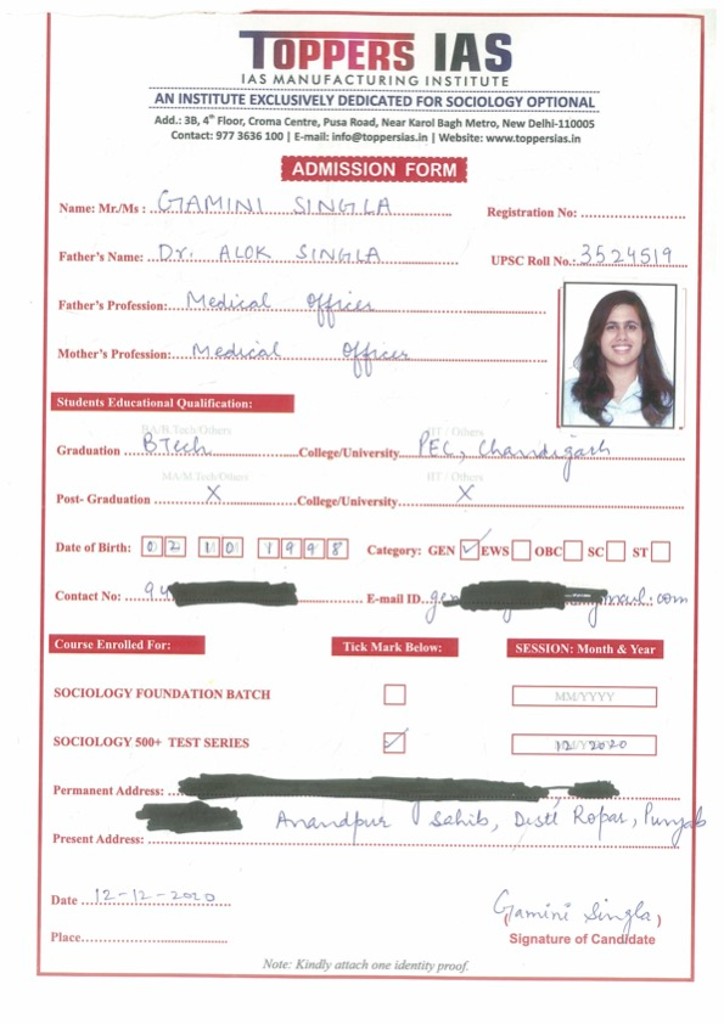 TOPPERS IAS
IAS MANUFACTURING INSTITUTE
AN INSTITUTE EXCLUSIVELY DEDICATED FOR SOCIOLOGY OPTIONAL
Add.: 3B, 4th Floor, Croma Centre, Pusa Road, Near Karol Bagh Metro, New Delhi-110005
Contact: 977 3636 100 | E-mail: info@toppersias.in | Website: www.toppersias.in
ADMISSION FORM
Name: Mr./Ms : GAMINI SINGLA Registration No:
Father's Name: Dr. ALOK SINGLA UPSC Roll No.: 3524519
Father's Profession: Medical Officer
Mother's Profession: Medical Officer
Students Educational Qualification:
BA/B.Tech/Others IIT / Others
Graduation BTech College/University PEC, Chandigarh
MA/M.Tech/Others IIT / Others
Post- Graduation X College/University X
Date of Birth: 02 10 1998 Category: GEN ✓ EWS OBC SC ST
Contact No: 94 E-mail ID ge gmail.com
Course Enrolled For: Tick Mark Below: SESSION: Month & Year
SOCIOLOGY FOUNDATION BATCH MM/YYYY
SOCIOLOGY 500+ TEST SERIES ✓ 12/2020
Permanent Address:
Anandpur Sahib, Distt Ropar, Punjab
Present Address:
Date 12-12-2020
Gamini Singla
Place Signature of Candidate
Note: Kindly attach one identity proof.